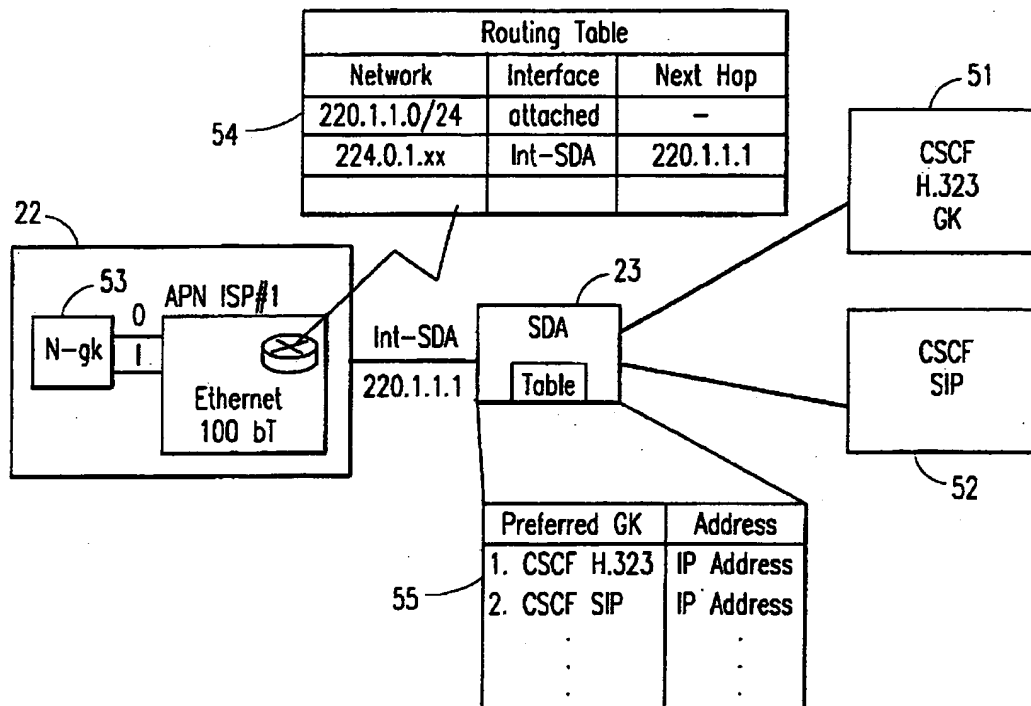 Routing Table
Network Interface Next Hop
220.1.1.0/24 attached –
224.0.1.xx Int-SDA 220.1.1.1
54
51
CSCF
H.323
GK
22
53
APN ISP#1
0
N-gk
1
Ethernet
100 bT
Int-SDA
220.1.1.1
23
SDA
Table
CSCF
SIP
52
Preferred GK Address
1. CSCF H.323 IP Address
2. CSCF SIP IP Address
55